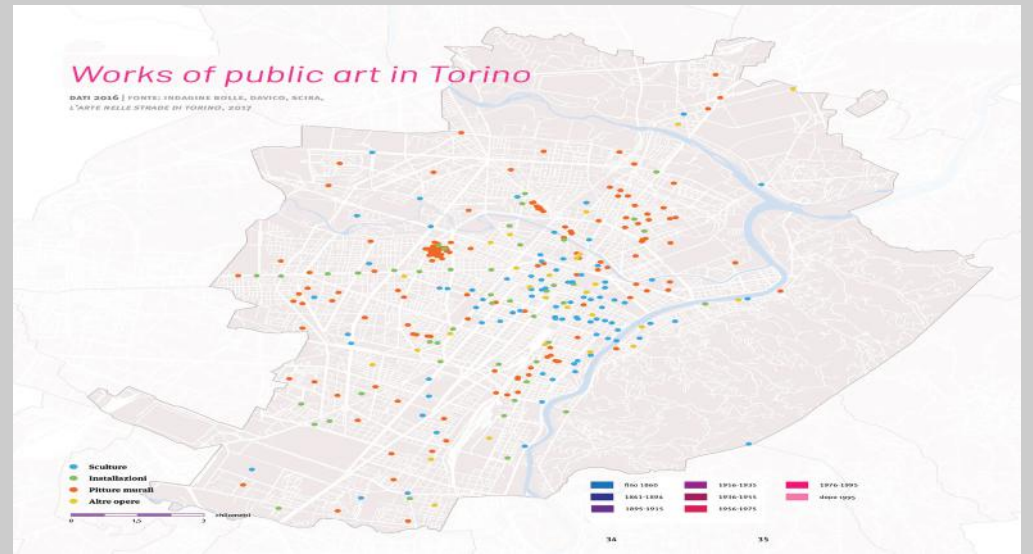 Works of public art in Torino
DATI 2016 | FONTE: INDAGINE BOLLE, DAVICO, SCIRA,
L'ARTE NELLE STRADE DI TORINO, 2017
Sculture
Installazioni
Pitture murali
Altre opere
0 1,5 3 chilometri
fino 1860 1916-1935 1976-1995
1861-1894 1936-1955 dopo 1995
1895-1915 1956-1975
34 35